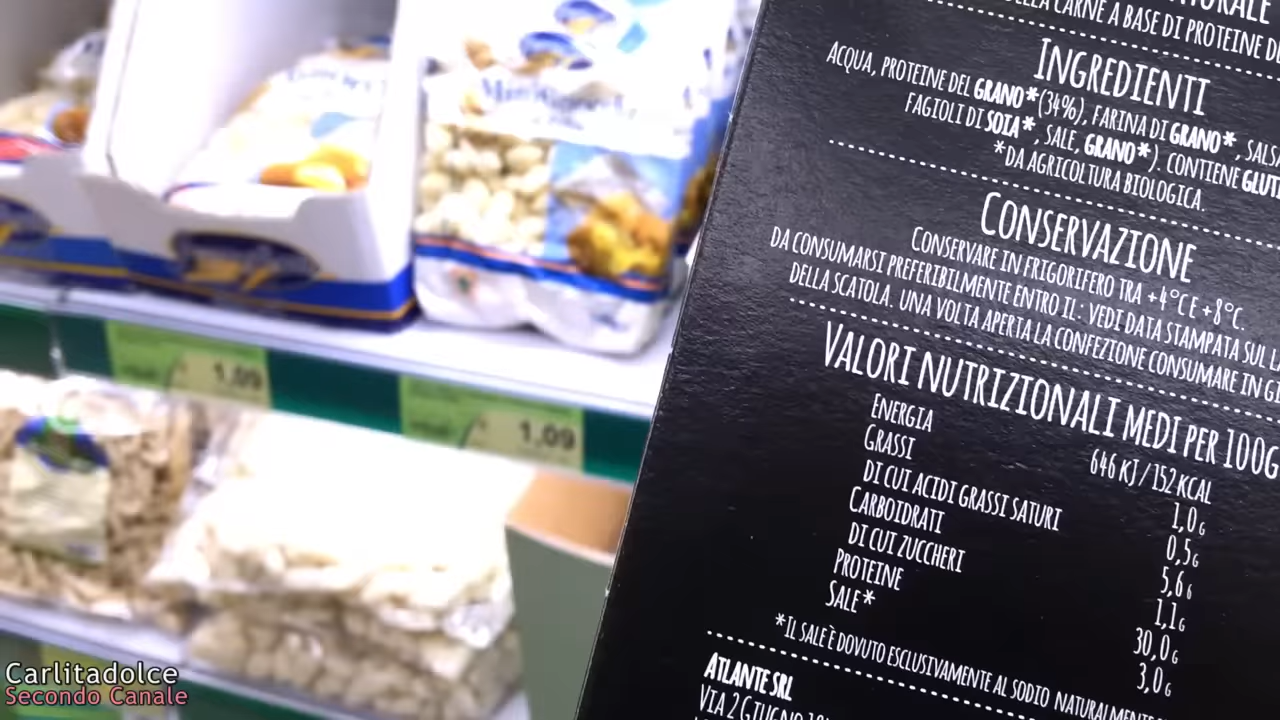 DELLA CARNE A BASE DI PROTEINE
INGREDIENTI
ACQUA, PROTEINE DEL GRANO* (34%), FARINA DI GRANO*, SALSA
FAGIOLI DI SOIA*, SALE, GRANO*). CONTIENE
*DA AGRICOLTURA BIOLOGICA.
CONSERVAZIONE
CONSERVARE IN FRIGORIFERO TRA +4°C E +8°C.
DA CONSUMARSI PREFERIBILMENTE ENTRO IL: VEDI DATA STAMPATA SUL
DELLA SCATOLA. UNA VOLTA APERTA LA CONFEZIONE CONSUMARE IN
VALORI NUTRIZIONALI MEDI PER 100G
ENERGIA 646 KJ / 152 KCAL
GRASSI 1,0G
DI CUI ACIDI GRASSI SATURI 0,5G
CARBOIDRATI 5,6G
DI CUI ZUCCHERI 1,1G
PROTEINE 30,0G
SALE* 3,0G
*IL SALE È DOVUTO ESCLUSIVAMENTE AL SODIO NATURALMENTE
ATLANTE SRL
VIA 2 GIUGNO
1.09
1.09
Carlitadolce
Secondo Canale